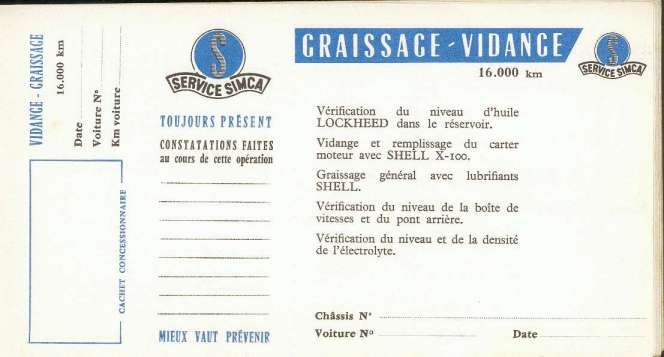 VIDANGE - GRAISSAGE
16.000 km
Date
Voiture N°
Km voiture
CACHET CONCESSIONNAIRE
S
SERVICE SIMCA
TOUJOURS PRÉSENT
CONSTATATIONS FAITES
au cours de cette opération
MIEUX VAUT PRÉVENIR
GRAISSAGE - VIDANGE
16.000 km
S
SERVICE SIMCA
Vérification du niveau d'huile
LOCKHEED dans le réservoir.
Vidange et remplissage du carter
moteur avec SHELL X-100.
Graissage général avec lubrifiants
SHELL.
Vérification du niveau de la boîte de
vitesses et du pont arrière.
Vérification du niveau et de la densité
de l'électrolyte.
Châssis N°
Voiture N° Date